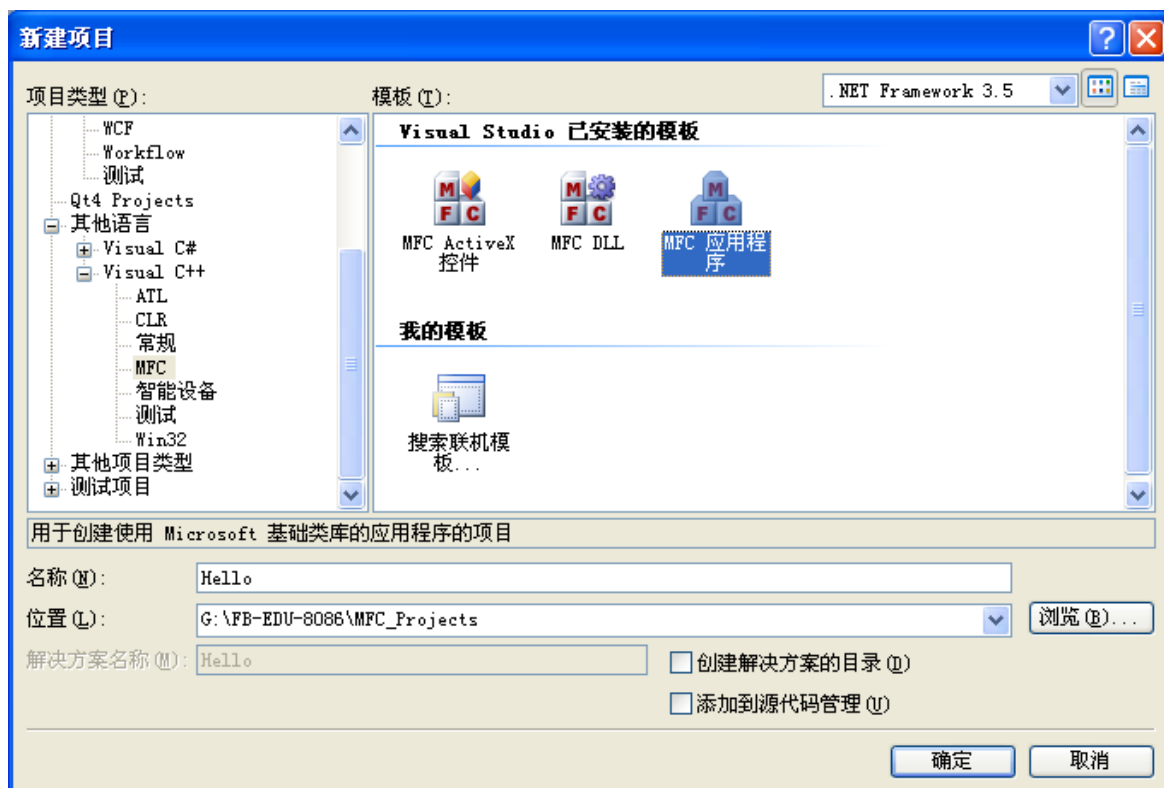 新建项目
项目类型(P):
模板(T):
.NET Framework 3.5
WCF
Workflow
测试
Qt4 Projects
其他语言
Visual C#
Visual C++
ATL
CLR
常规
MFC
智能设备
测试
Win32
其他项目类型
测试项目
Visual Studio 已安装的模板
MFC ActiveX
控件
MFC DLL
MFC 应用程
序
我的模板
搜索联机模
板...
用于创建使用 Microsoft 基础类库的应用程序的项目
名称(N):
Hello
位置(L):
G:\FB-EDU-8086\MFC_Projects
浏览(B)...
解决方案名称(M):
Hello
创建解决方案的目录(D)
添加到源代码管理(U)
确定
取消